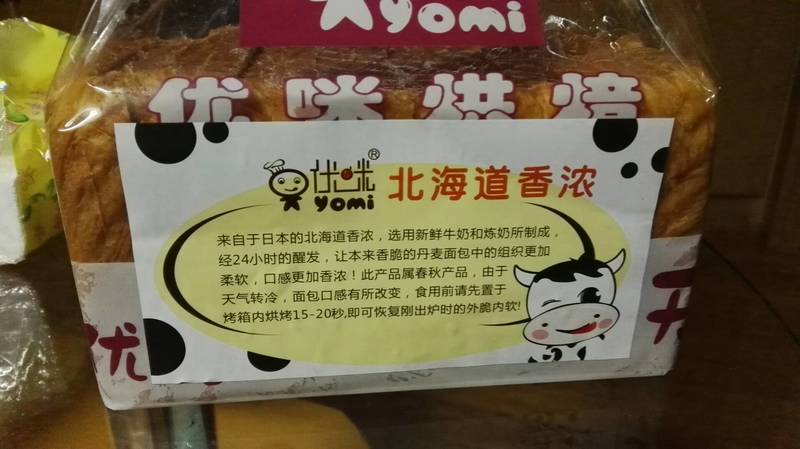 yomi
优咪烘焙
优咪®
yomi
北海道香浓
来自于日本的北海道香浓，选用新鲜牛奶和炼奶所制成，
经24小时的醒发，让本来香脆的丹麦面包中的组织更加
柔软，口感更加香浓！此产品属春秋产品，由于
天气转冷，面包口感有所改变，食用前请先置于
烤箱内烘烤15-20秒,即可恢复刚出炉时的外脆内软!
优